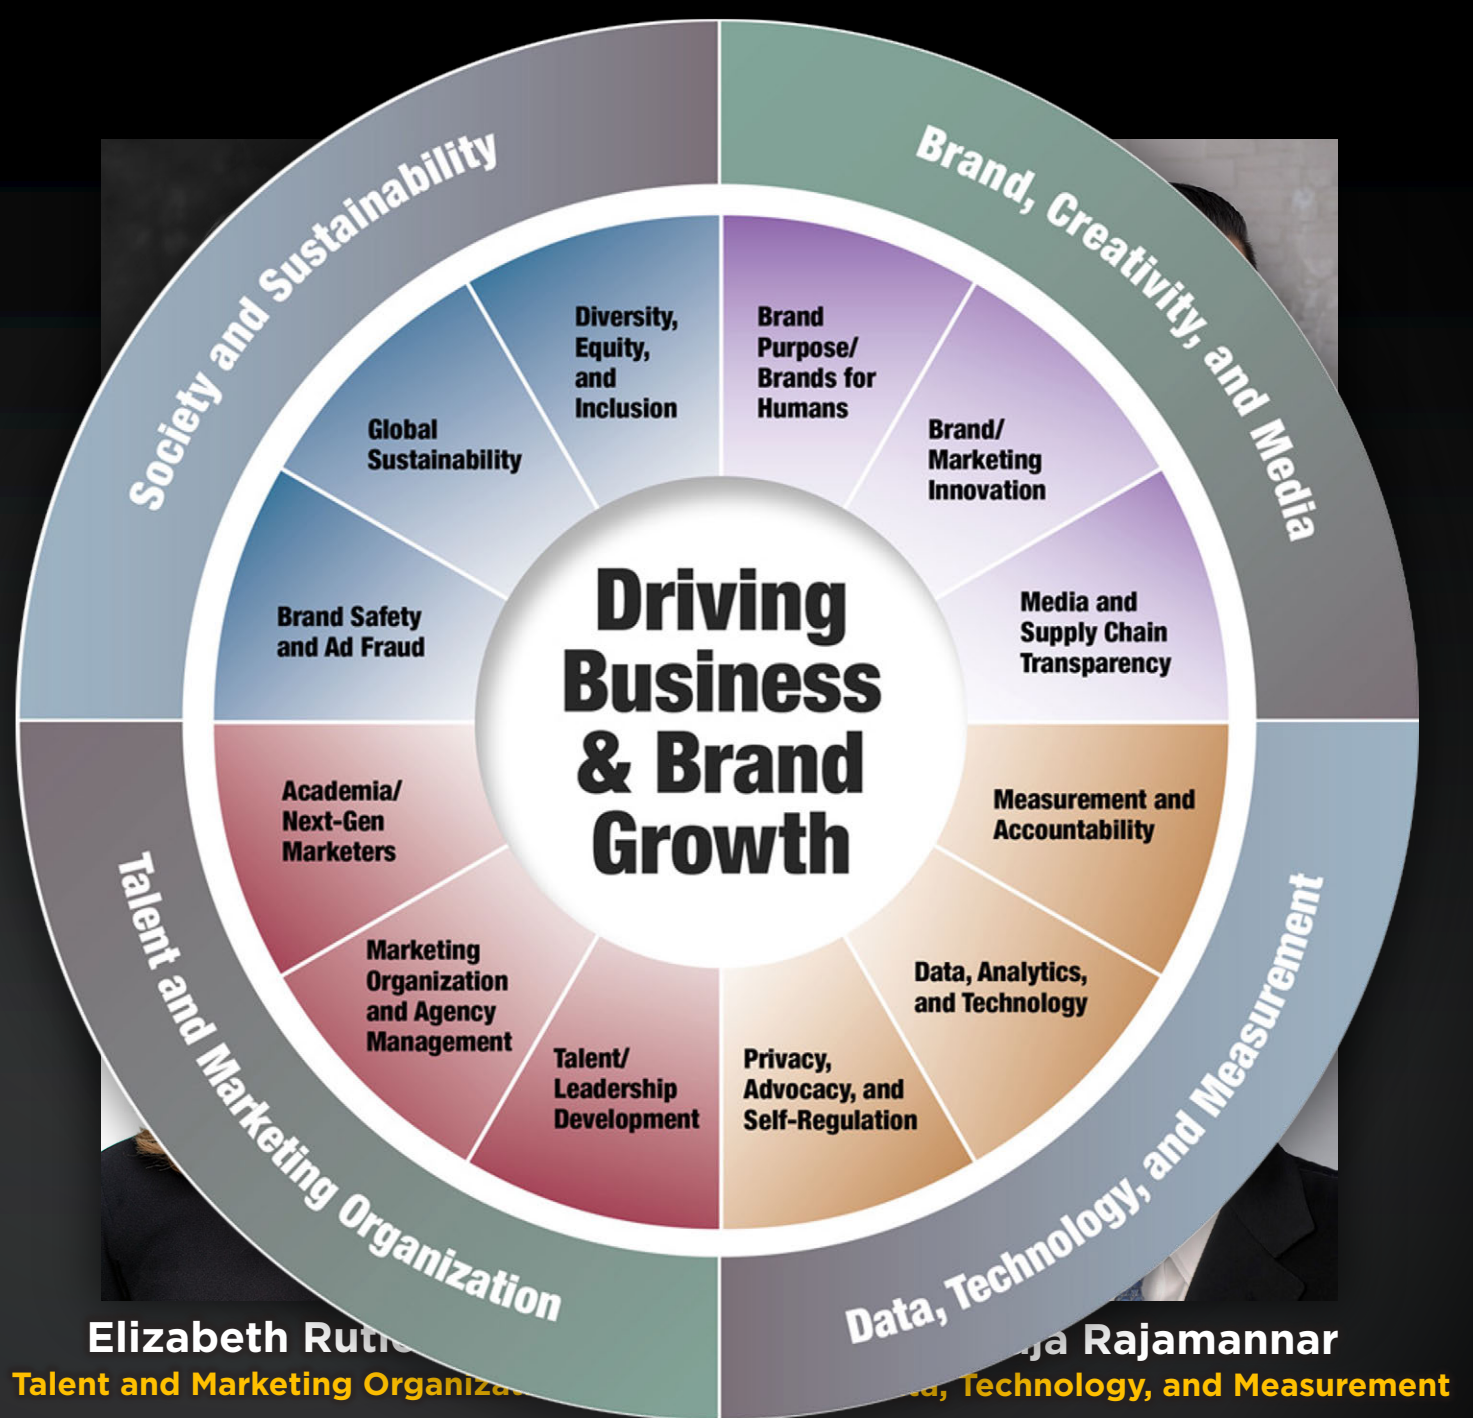 Society and Sustainability
Brand, Creativity, and Media
Diversity,
Equity,
and
Inclusion
Brand
Purpose/
Brands for
Humans
Global
Sustainability
Brand/
Marketing
Innovation
Brand Safety
and Ad Fraud
Media and
Supply Chain
Transparency
Driving
Business
& Brand
Growth
Academia/
Next-Gen
Marketers
Measurement and
Accountability
Marketing
Organization
and Agency
Management
Data, Analytics,
and Technology
Talent/
Leadership
Development
Privacy,
Advocacy, and
Self-Regulation
Talent and Marketing Organization
Data, Technology, and Measurement
Elizabeth
Rajamannar
Talent and Marketing
Technology, and Measurement